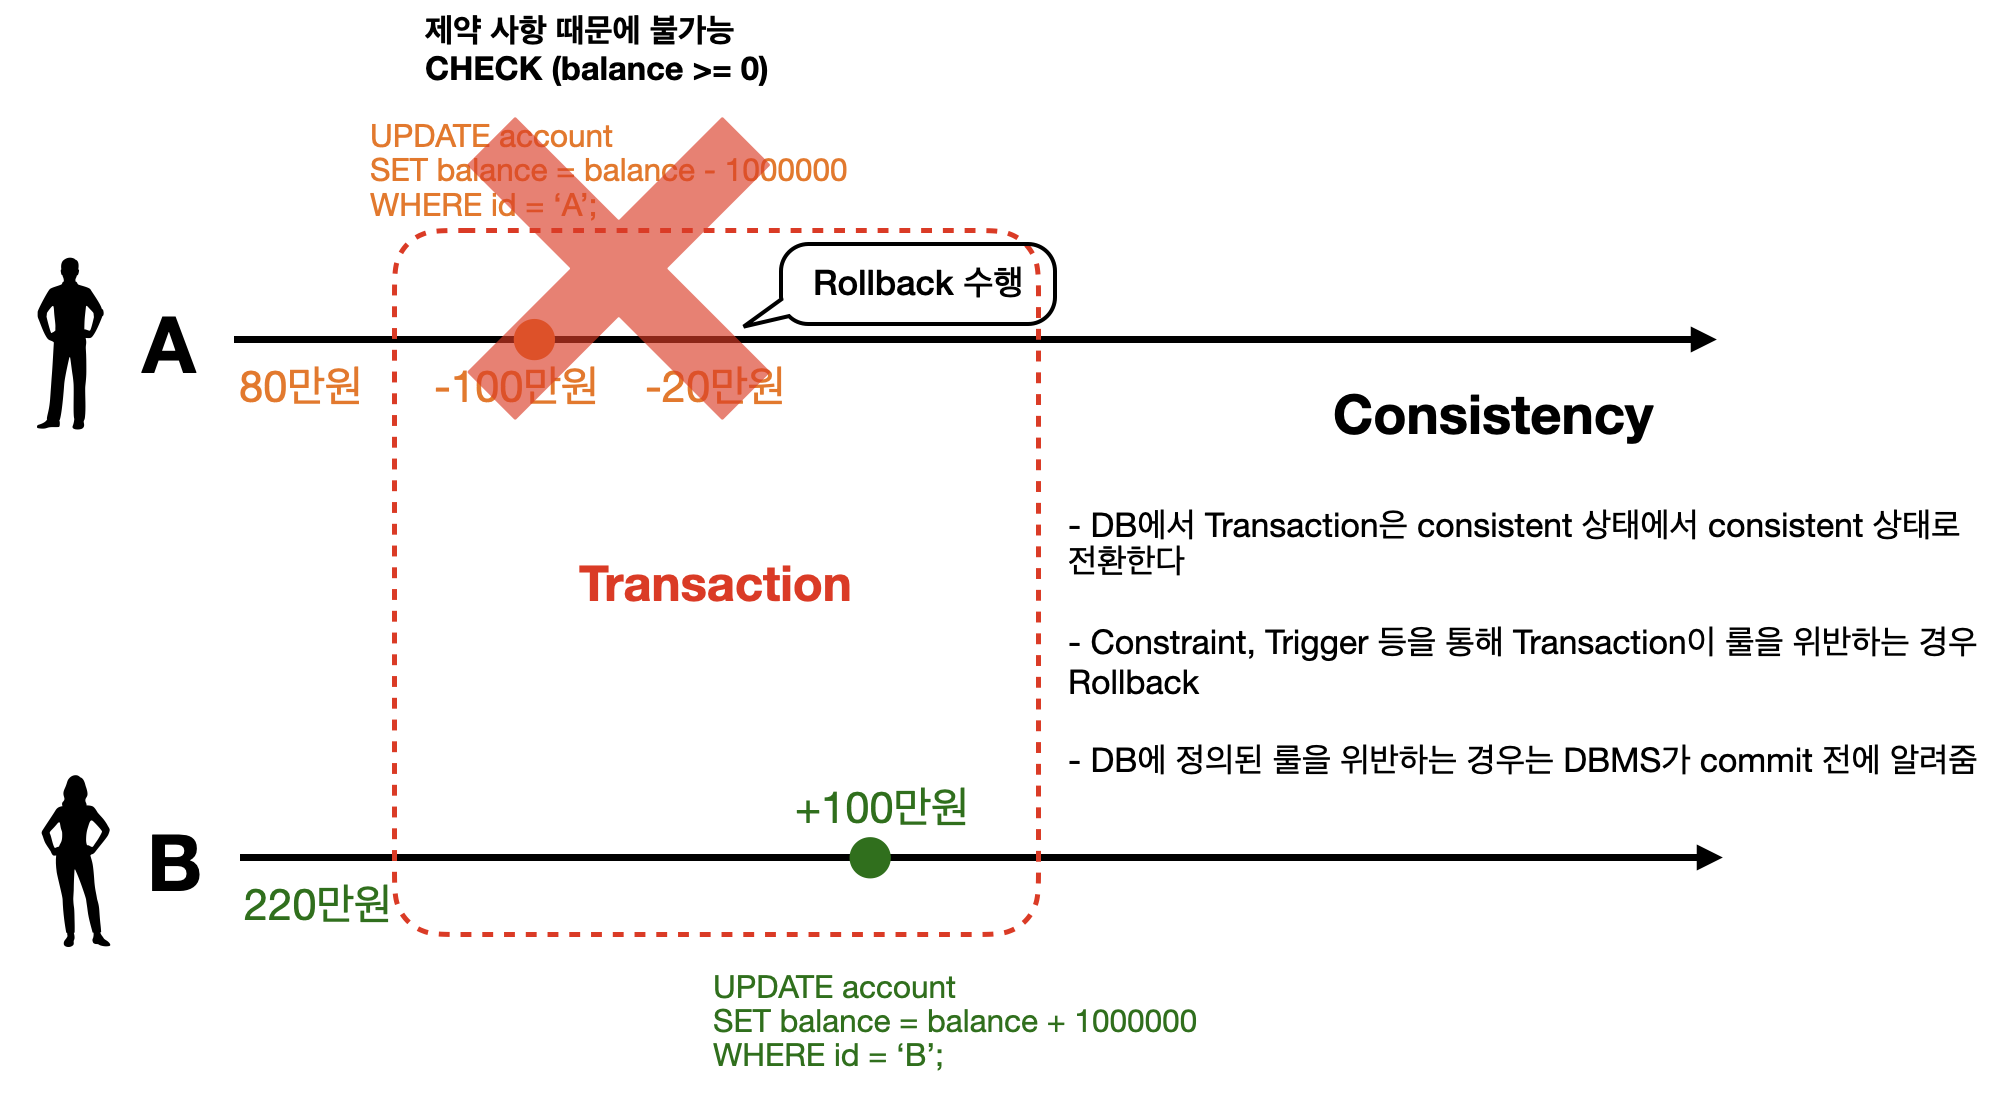 제약 사항 때문에 불가능
CHECK (balance >= 0)
UPDATE account
SET balance = balance - 1000000
WHERE id = ‘A’;
Rollback 수행
A
80만원
-100만원
-20만원
Consistency
- DB에서 Transaction은 consistent 상태에서 consistent 상태로
전환한다
Transaction
- Constraint, Trigger 등을 통해 Transaction이 룰을 위반하는 경우
Rollback
- DB에 정의된 룰을 위반하는 경우는 DBMS가 commit 전에 알려줌
+100만원
B
220만원
UPDATE account
SET balance = balance + 1000000
WHERE id = ‘B’;